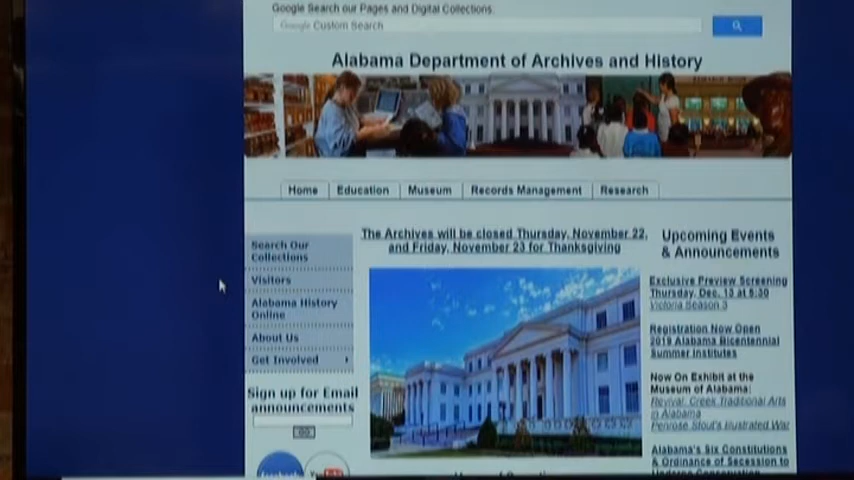 Google Search our Pages and Digital Collections.
Google Custom Search
Alabama Department of Archives and History
Home
Education
Museum
Records Management
Research
Search Our
Collections
Visitors
Alabama History
Online
About Us
Get Involved
Sign up for Email
announcements
GO
facebook
You
The Archives will be closed Thursday, November 22,
and Friday, November 23 for Thanksgiving
Upcoming Events
& Announcements
Exclusive Preview Screening
Thursday, Dec. 13 at 5:30
Victoria Season 3
Registration Now Open
2019 Alabama Bicentennial
Summer Institutes
Now On Exhibit at the
Museum of Alabama:
Revival: Creek Traditional Arts
in Alabama
Penrose Stout's Illustrated War
Alabama's Six Constitutions
& Ordinance of Secession to
Undergo Conservation